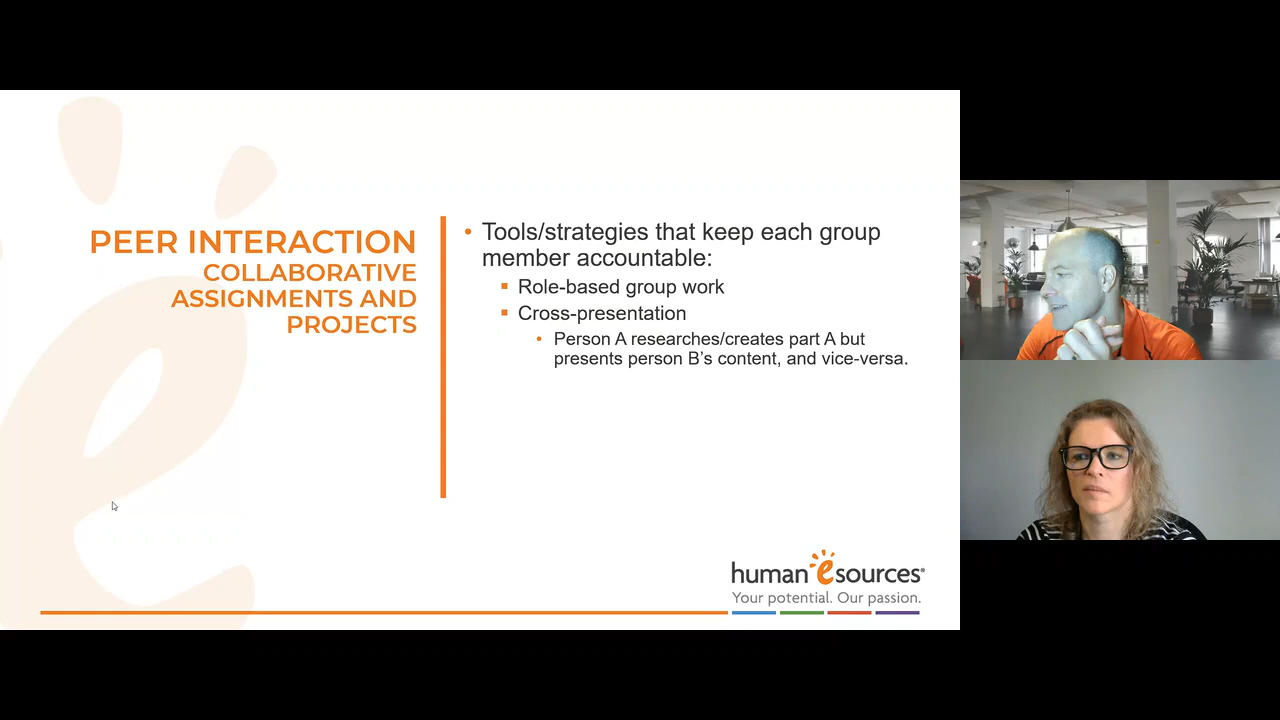 PEER INTERACTION
COLLABORATIVE
ASSIGNMENTS AND
PROJECTS
• Tools/strategies that keep each group
member accountable:
▪ Role-based group work
▪ Cross-presentation
• Person A researches/creates part A but
presents person B’s content, and vice-versa.
human esources®
Your potential. Our passion.